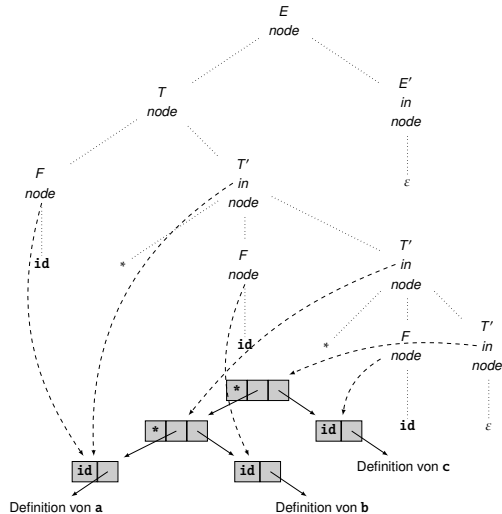 E
node
T
node
E′
in
node
F
node
T′
in
node
ε
id
*
F
node
T′
in
node
id
*
F
node
T′
in
node
*
*
id
id
ε
id
id
Definition von c
Definition von a
Definition von b